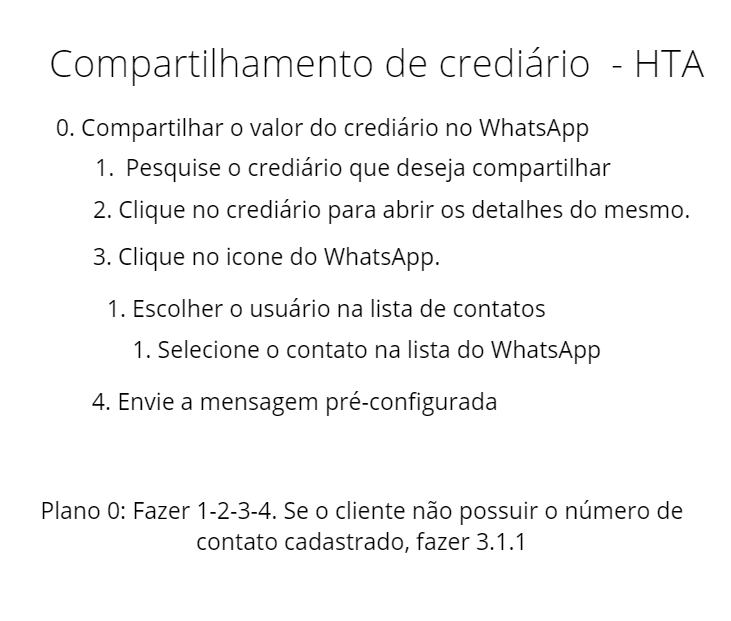 Compartilhamento de crediário - HTA
0. Compartilhar o valor do crediário no WhatsApp
1. Pesquise o crediário que deseja compartilhar
2. Clique no crediário para abrir os detalhes do mesmo.
3. Clique no icone do WhatsApp.
1. Escolher o usuário na lista de contatos
1. Selecione o contato na lista do WhatsApp
4. Envie a mensagem pré-configurada
Plano 0: Fazer 1-2-3-4. Se o cliente não possuir o número de
contato cadastrado, fazer 3.1.1